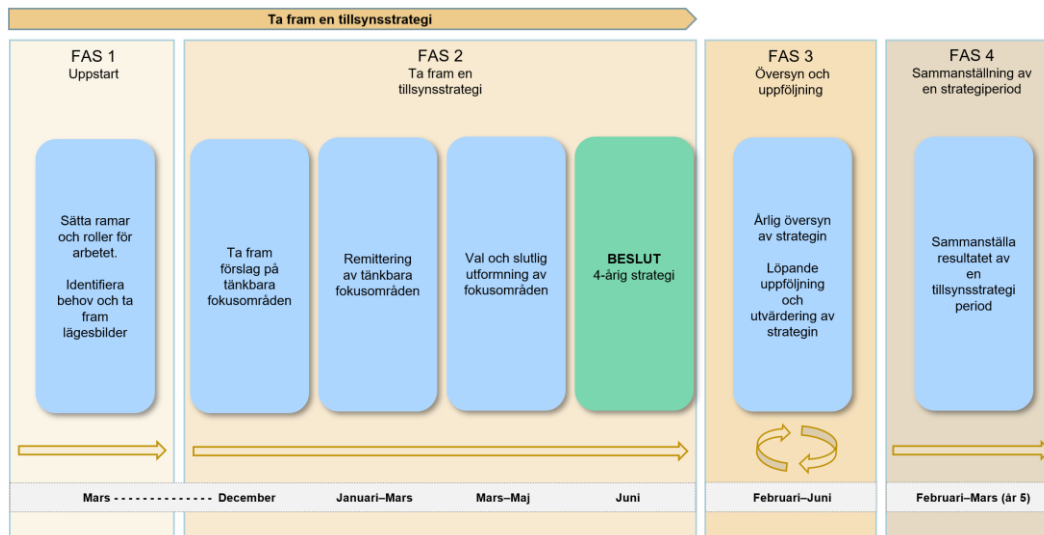 Ta fram en tillsynsstrategi
FAS 1
Uppstart
FAS 2
Ta fram en
tillsynsstrategi
FAS 3
Översyn och
uppföljning
FAS 4
Sammanställning av
en strategiperiod
Sätta ramar
och roller för
arbetet.
Identifiera
behov och ta
fram
lägesbilder
Ta fram
förslag på
tänkbara
fokusområden
Remittering
av tänkbara
fokusområden
Val och slutlig
utformning av
fokusområden
BESLUT
4-årig strategi
Årlig översyn
av strategin
Löpande
uppföljning
och
utvärdering av
strategin
Sammanställa
resultatet av
en
tillsynsstrategi
period
Mars - - - - - - - - - - - - - - December
Januari–Mars
Mars–Maj
Juni
Februari–Juni
Februari–Mars (år 5)